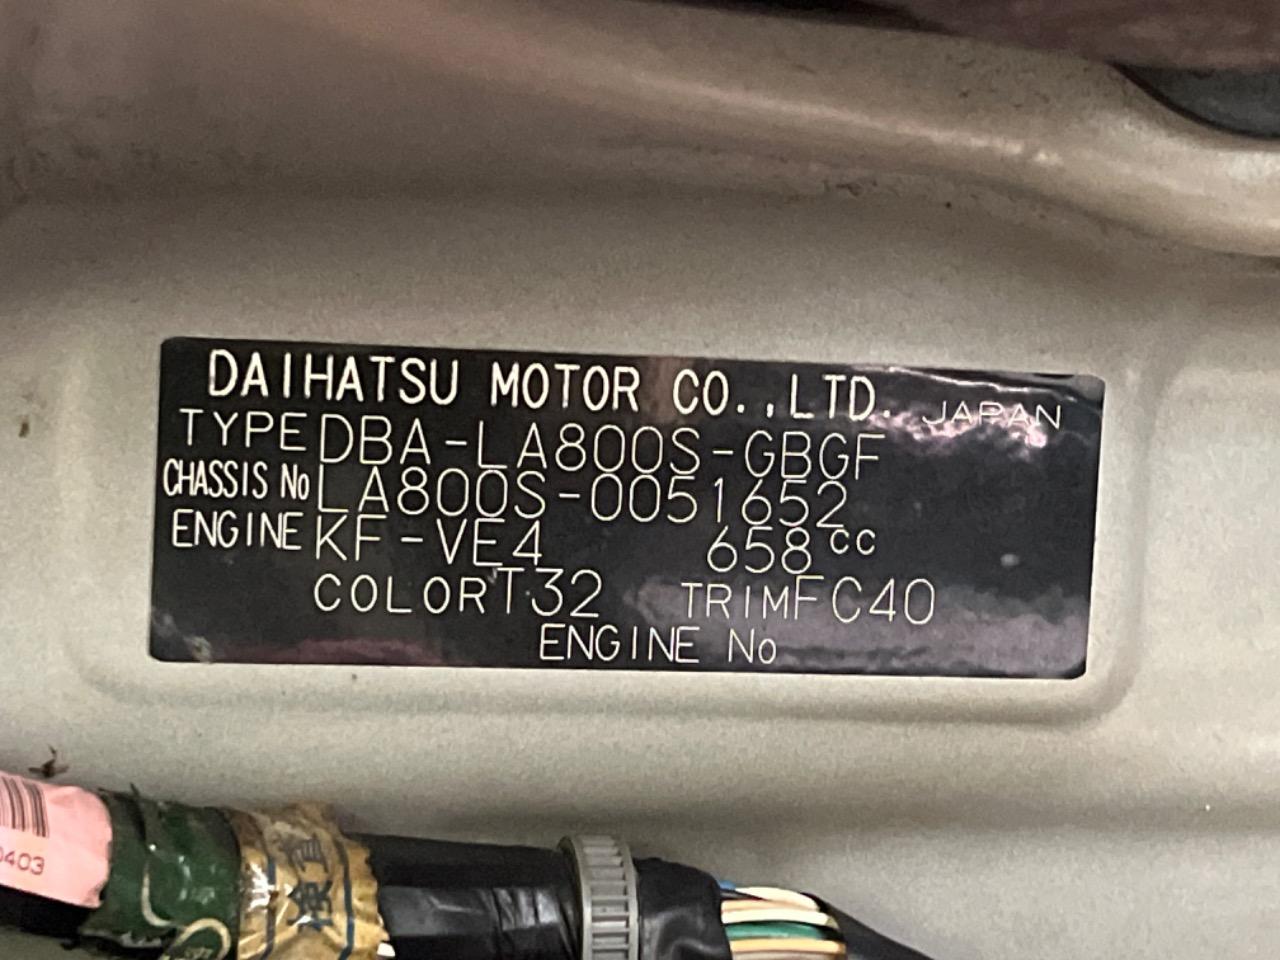 DAIHATSU MOTOR CO.,LTD. JAPAN
TYPE DBA-LA800S-GBGF
CHASSIS No LA800S-0051652
ENGINE KF-VE4 658cc
COLOR T32 TRIM FC40
ENGINE No
0403